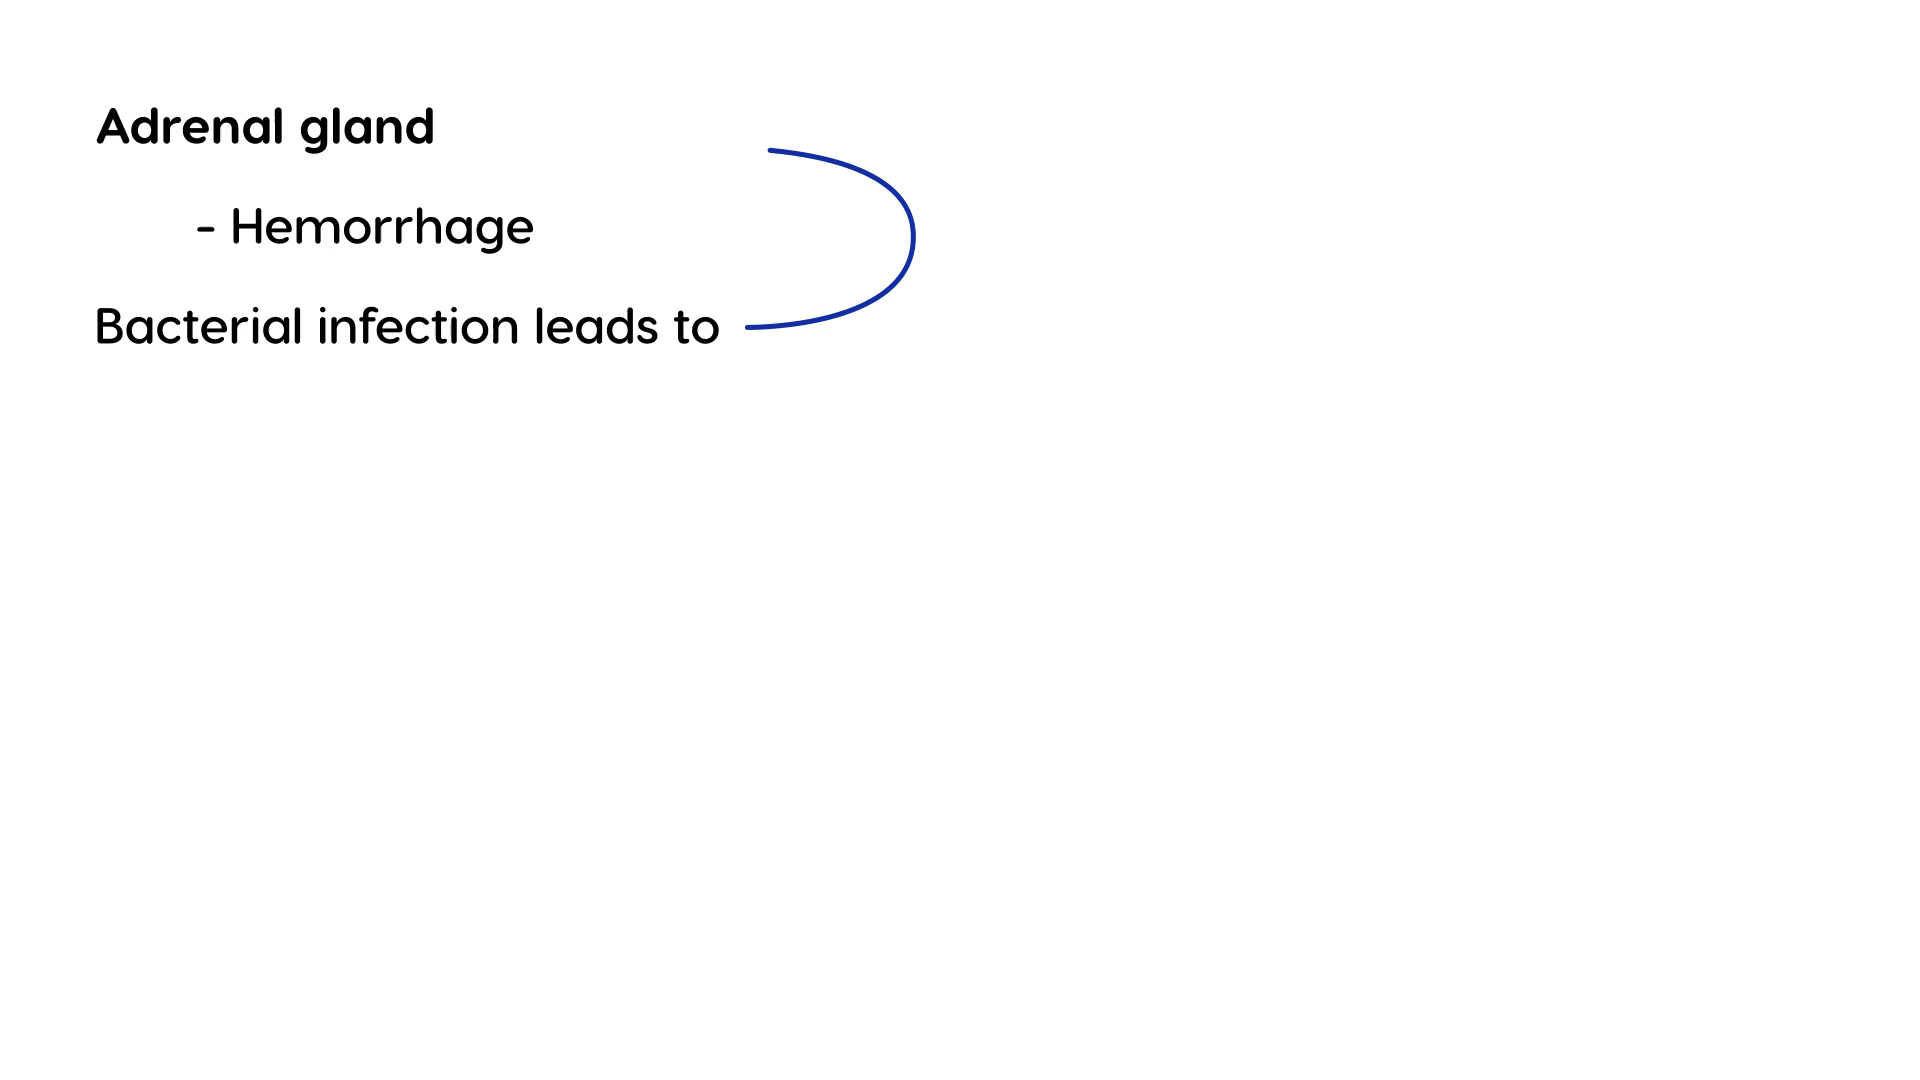 Adrenal gland
- Hemorrhage
Bacterial infection leads to